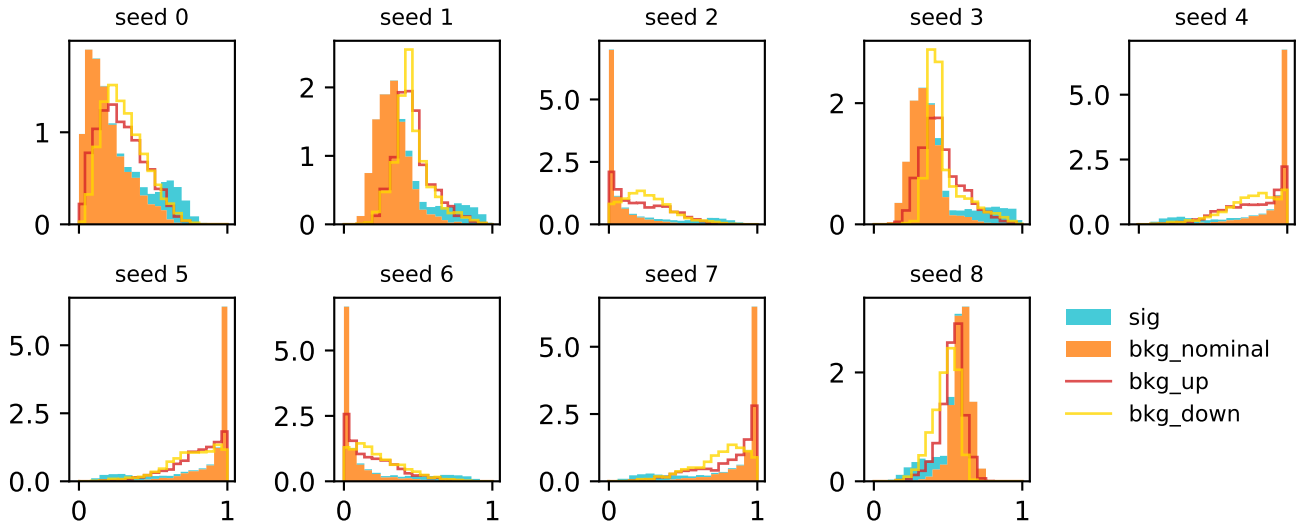 seed 0
seed 1
seed 2
seed 3
seed 4
1
0
2
1
0
5.0
2.5
0.0
2
0
5.0
2.5
0.0
seed 5
seed 6
seed 7
seed 8
5.0
2.5
0.0
0 1
5.0
2.5
0.0
0 1
5.0
2.5
0.0
0 1
2
0
0 1
sig
bkg_nominal
bkg_up
bkg_down